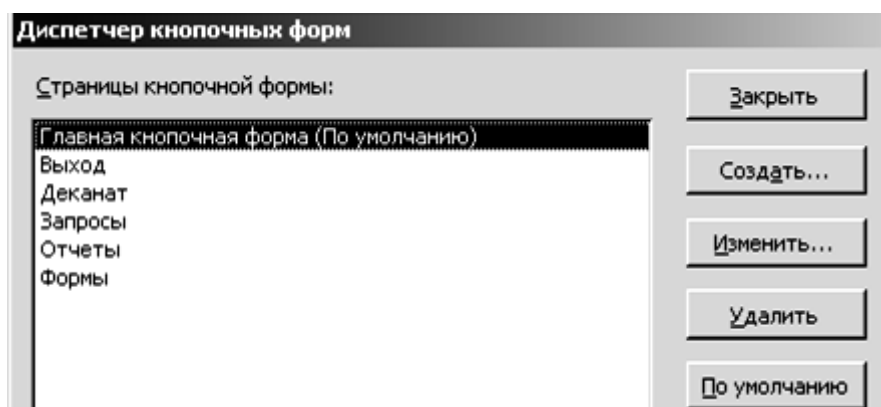 Диспетчер кнопочных форм
Страницы кнопочной формы:
Главная кнопочная форма (По умолчанию)
Выход
Деканат
Запросы
Отчеты
Формы
Закрыть
Создать...
Изменить...
Удалить
По умолчанию